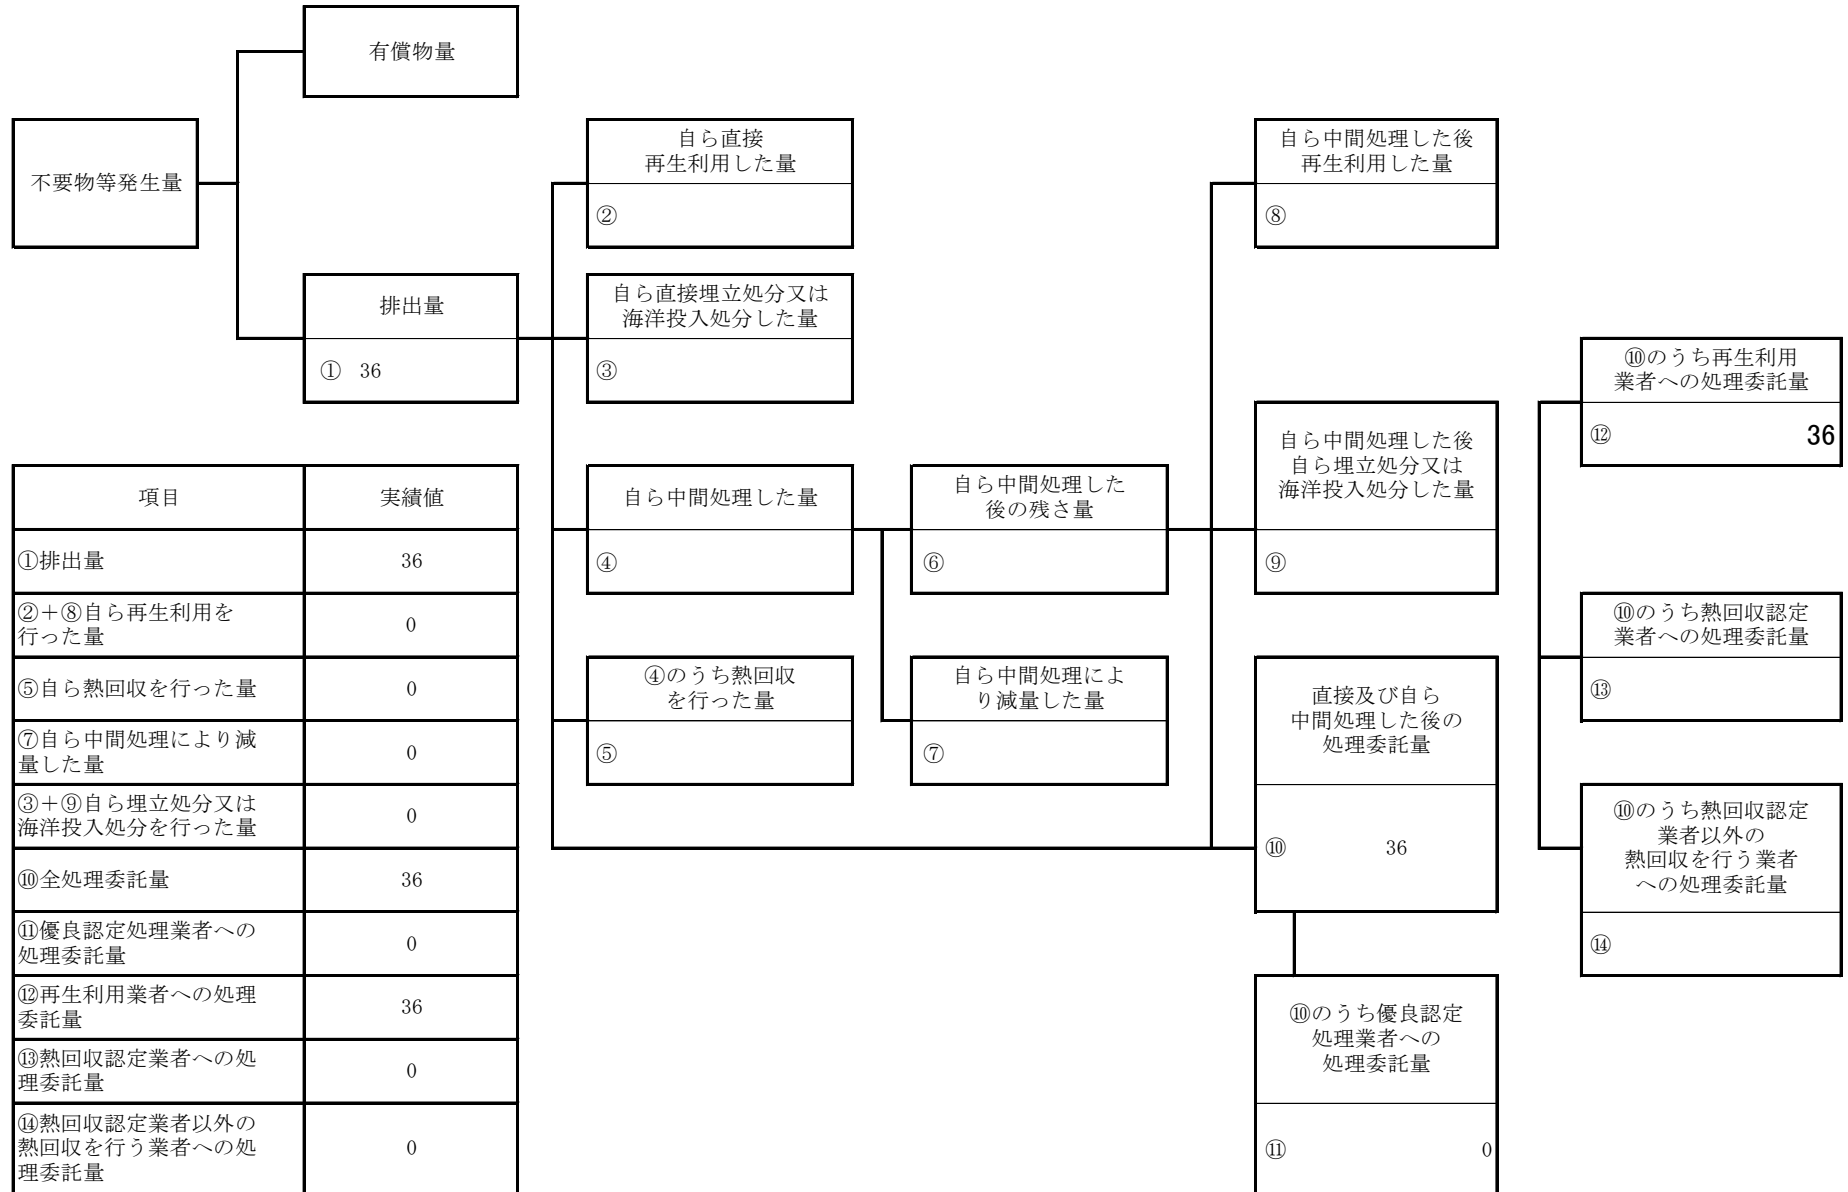 有償物量
不要物等発生量
排出量
① 36
自ら直接
再生利用した量
②
自ら直接埋立処分又は
海洋投入処分した量
③
自ら中間処理した量
④
④のうち熱回収
を行った量
⑤
自ら中間処理した
後の残さ量
⑥
自ら中間処理によ
り減量した量
⑦
自ら中間処理した後
再生利用した量
⑧
自ら中間処理した後
自ら埋立処分又は
海洋投入処分した量
⑨
直接及び自ら
中間処理した後の
処理委託量
⑩ 36
⑩のうち優良認定
処理業者への
処理委託量
⑪ 0
⑩のうち再生利用
業者への処理委託量
⑫ 36
⑩のうち熱回収認定
業者への処理委託量
⑬
⑩のうち熱回収認定
業者以外の
熱回収を行う業者
への処理委託量
⑭
項目 実績値
①排出量 36
②+⑧自ら再生利用を
行った量 0
⑤自ら熱回収を行った量 0
⑦自ら中間処理により減
量した量 0
③+⑨自ら埋立処分又は
海洋投入処分を行った量 0
⑩全処理委託量 36
⑪優良認定処理業者への
処理委託量 0
⑫再生利用業者への処理
委託量 36
⑬熱回収認定業者への処
理委託量 0
⑭熱回収認定業者以外の
熱回収を行う業者への処
理委託量 0